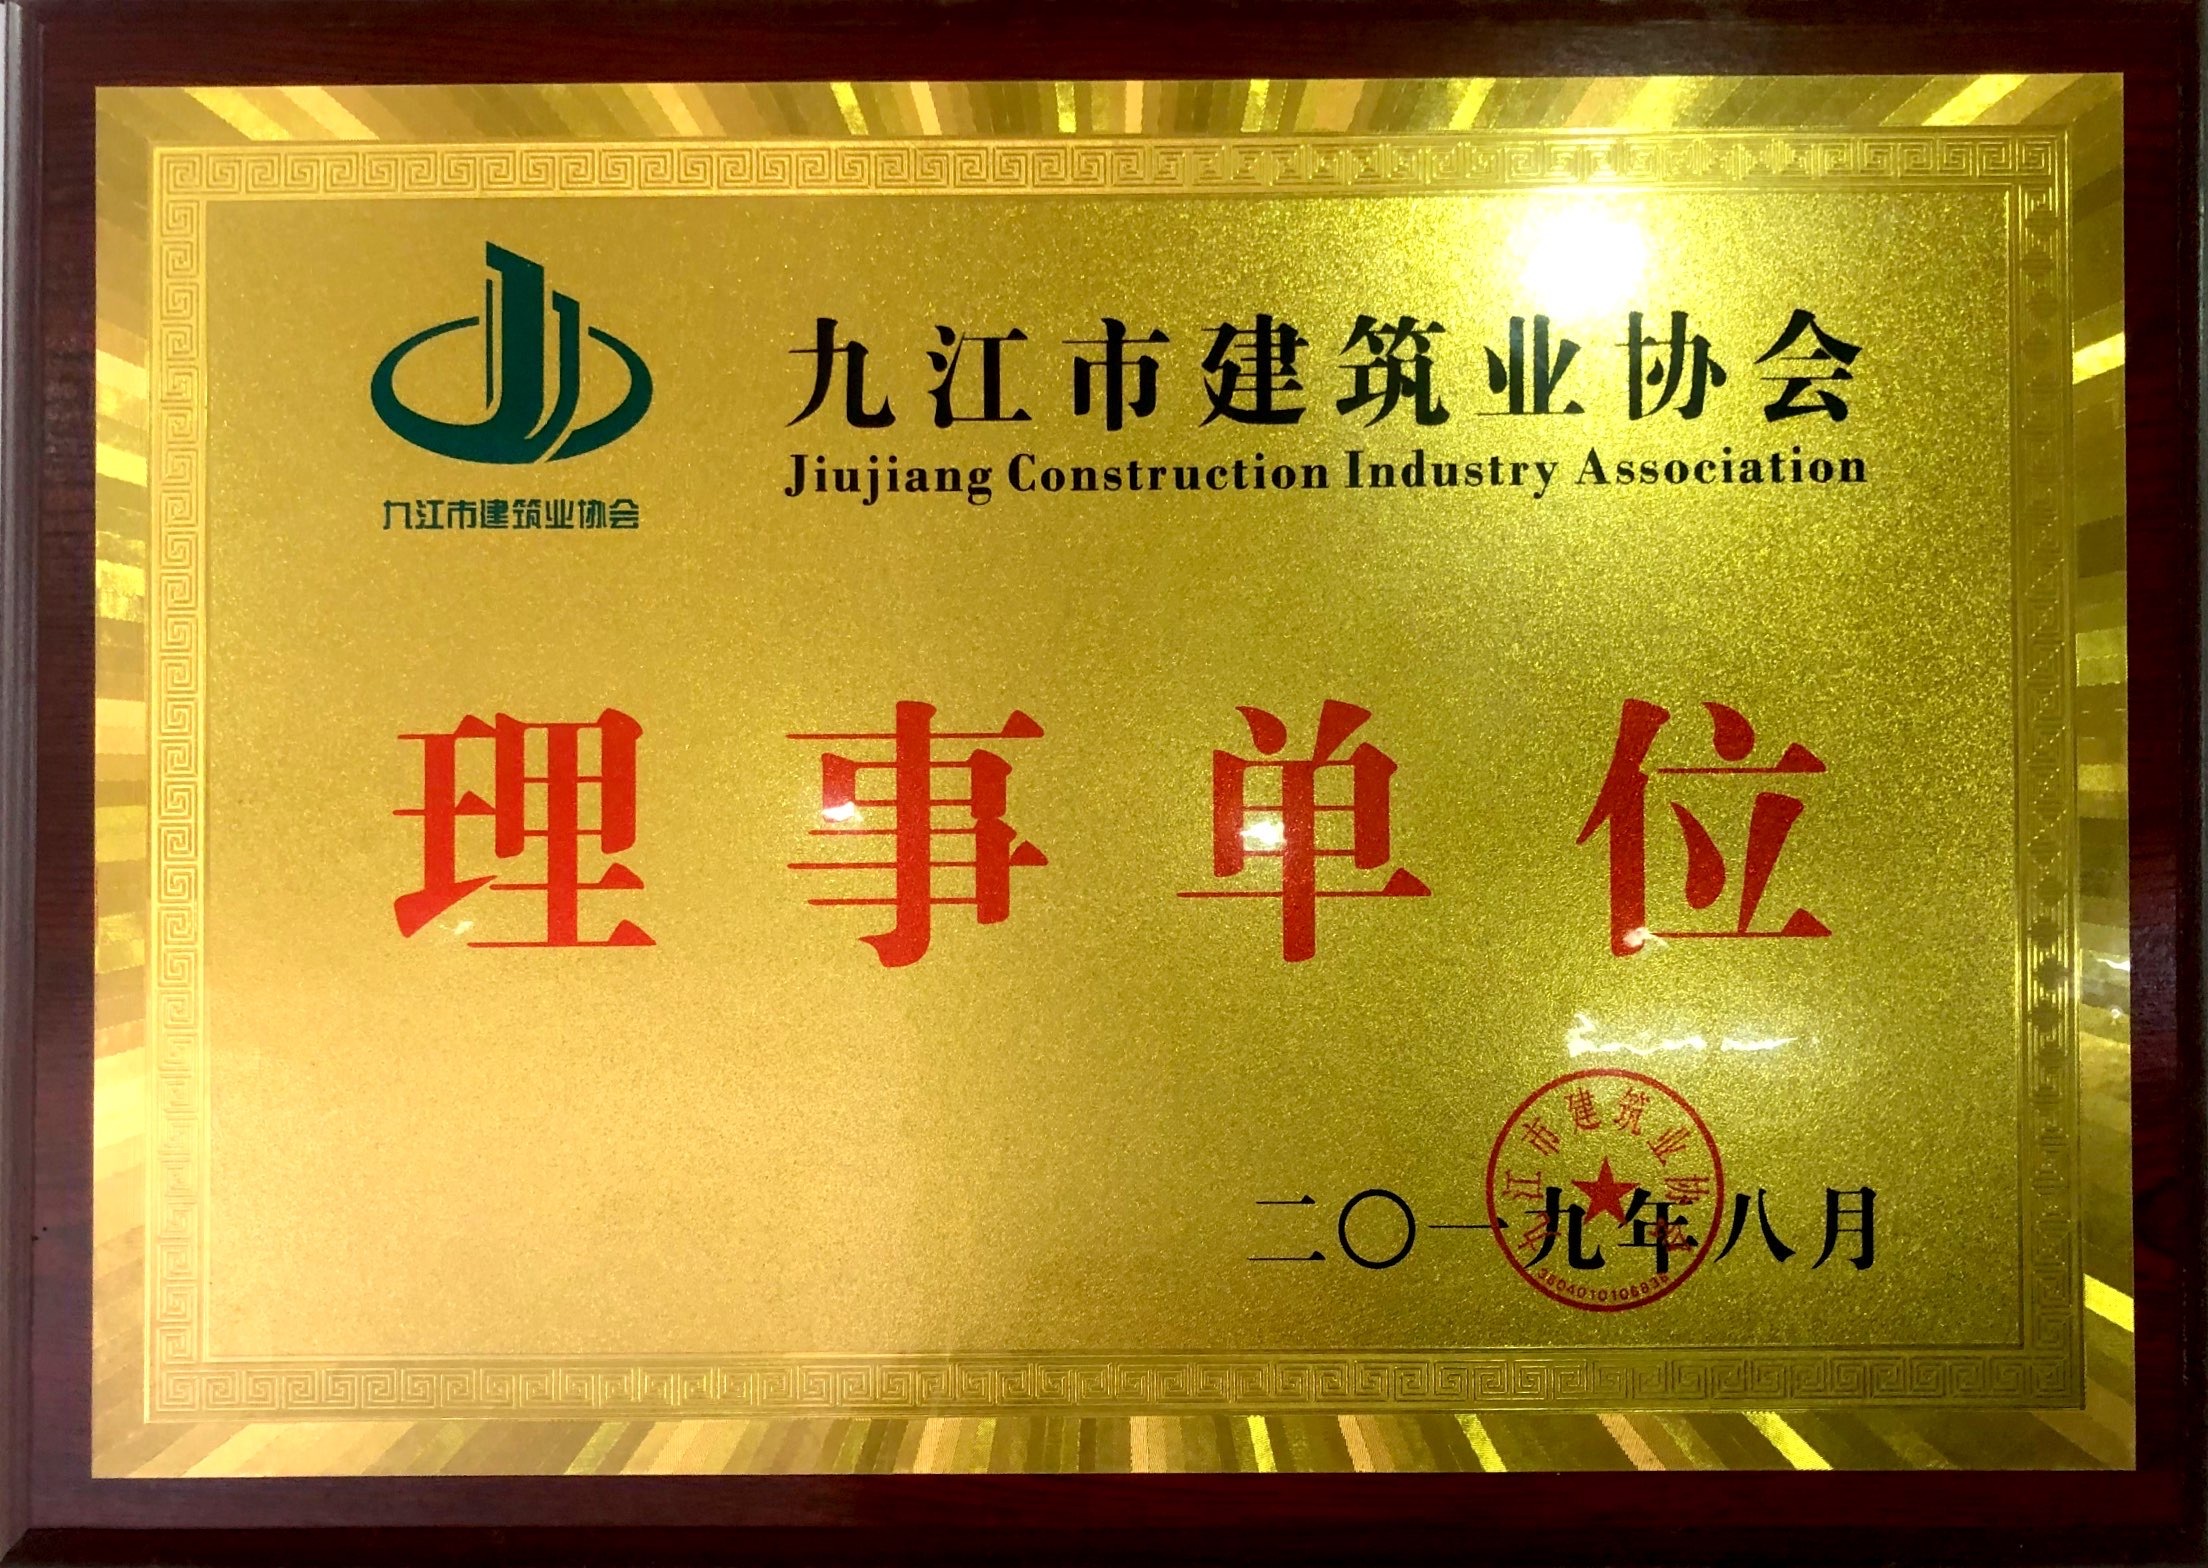 九江市建筑业协会
Jiujiang Construction Industry Association
九江市建筑业协会
理事单位
二〇一九年八月
九江市建筑业协会